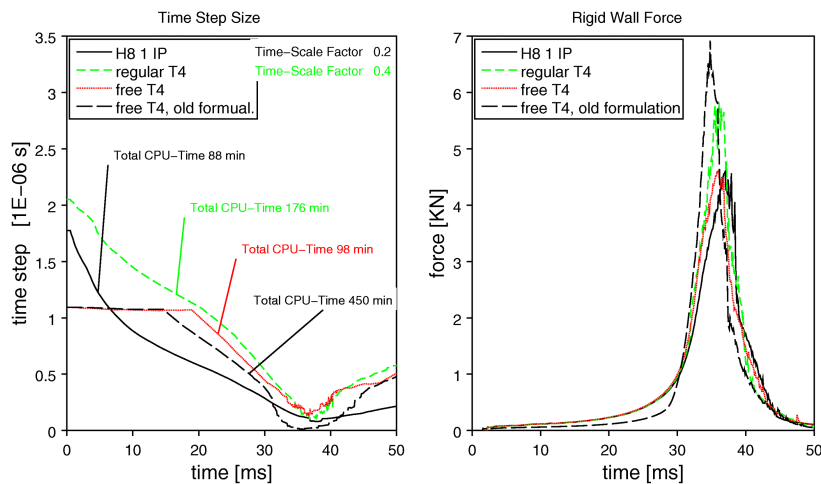 Time Step Size
3.5
3
2.5
2
1.5
1
0.5
0
time step [1E−06 s]
H8 1 IP
regular T4
free T4
free T4, old formual.
Time−Scale Factor 0.2
Time−Scale Factor 0.4
Total CPU−Time 88 min
Total CPU−Time 176 min
Total CPU−Time 98 min
Total CPU−Time 450 min
0 10 20 30 40 50
time [ms]
Rigid Wall Force
7
6
5
4
3
2
1
0
force [KN]
H8 1 IP
regular T4
free T4
free T4, old formulation
0 10 20 30 40 50
time [ms]